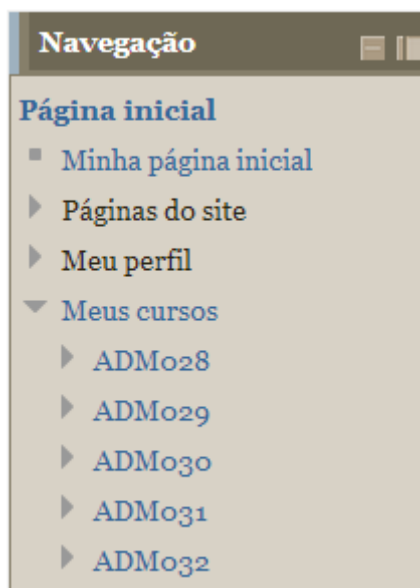 Navegação
Página inicial
Minha página inicial
Páginas do site
Meu perfil
Meus cursos
ADM028
ADM029
ADM030
ADM031
ADM032